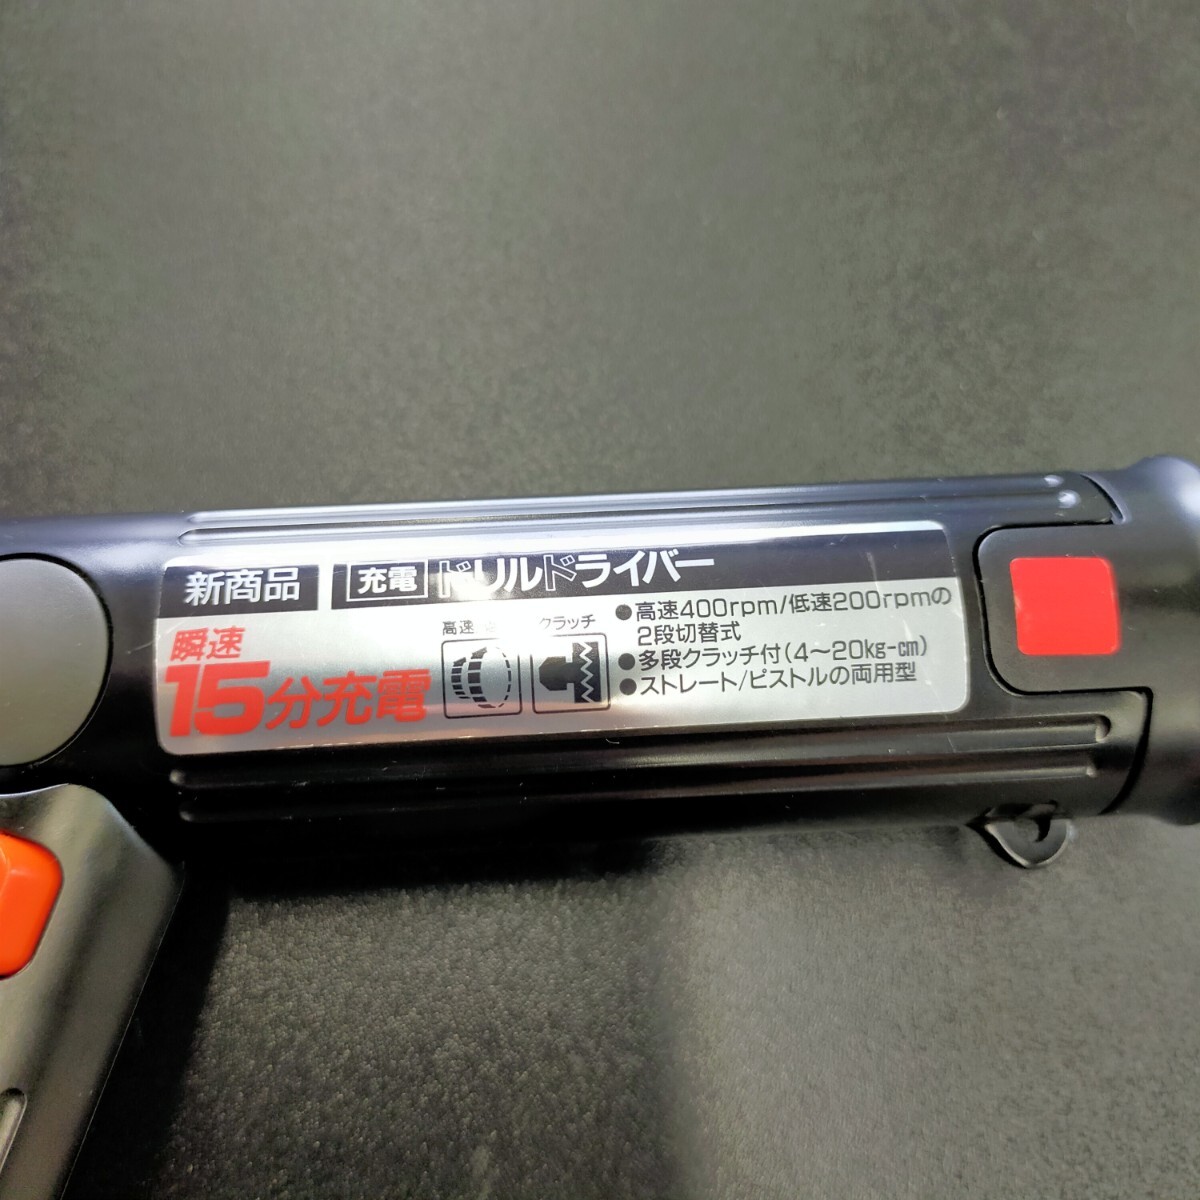 新商品 充電 ドリルドライバー
瞬速
15分充電
高速
クラッチ
●高速400rpm/低速200rpmの
2段切替式
●多段クラッチ付(4〜20kg-cm)
●ストレート/ピストルの両用型